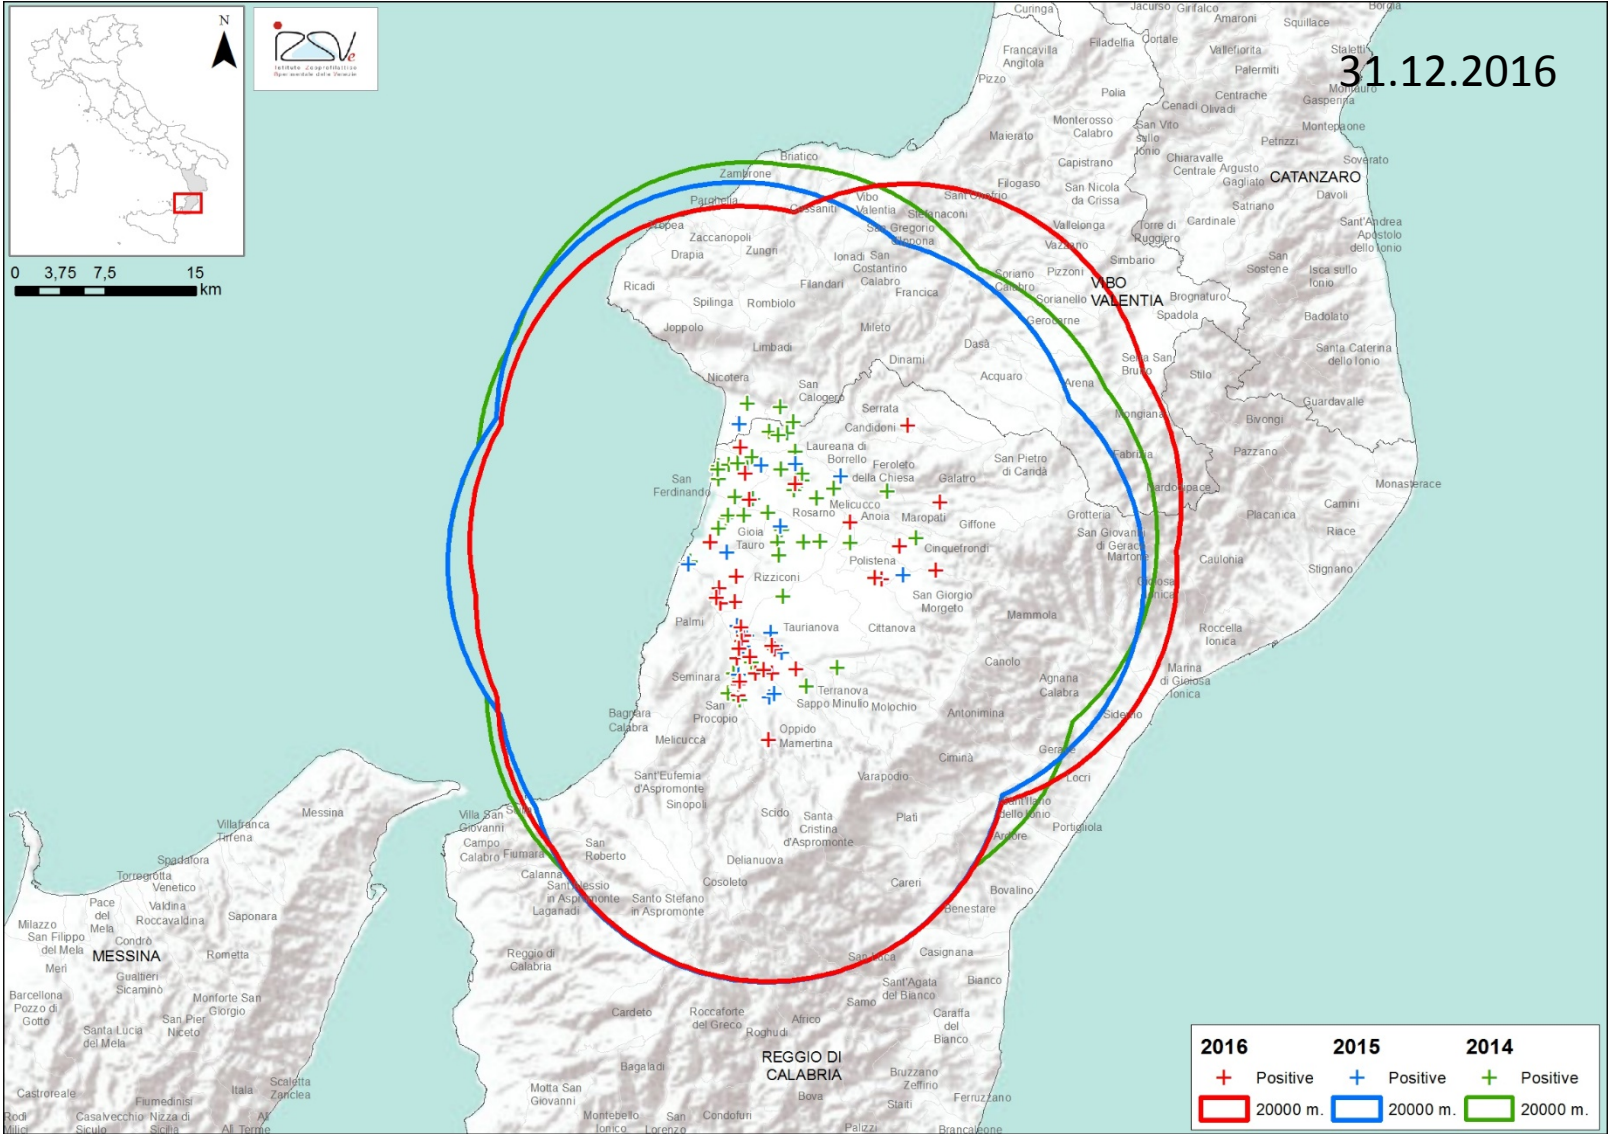 N
IZSVe
Istituto Zooprofilattico
Sperimentale delle Venezie
31.12.2016
0 3,75 7,5 15
km
Curinga
Jacurso
Girifalco
Borgia
Amaroni
Squillace
Filadelfia
Cortale
Francavilla
Angitola
Vallefiorita
Staletti
Palermiti
Pizzo
Polia
Centrache
Montauro
Cenadi
Olivadi
Gasperina
Monterosso
Calabro
San Vito
sullo
Ionio
Montepaone
Maierato
Petrizzi
Capistrano
Chiaravalle
Centrale
Argusto
Gagliato
Soverato
CATANZARO
Briatico
Zambrone
Filogaso
San Nicola
da Crissa
Davoli
Parghelia
Cessaniti
Vibo
Valentia
Sant'Onofrio
Stefanaconi
Satriano
Tropea
San Gregorio
d'Ippona
Vallelonga
Torre di
Ruggiero
Cardinale
Sant'Andrea
Apostolo
dello Ionio
Zaccanopoli
Zungri
Drapia
Vazzano
Simbario
Ionadi
San
Costantino
Calabro
San
Sostene
Isca sullo
Ionio
Ricadi
Filandari
Francica
Soriano
Calabro
Pizzoni
VIBO
VALENTIA
Sorianello
Brognaturo
Spadola
Spilinga
Rombiolo
Gerocarne
Badolato
Joppolo
Mileto
Limbadi
Dasà
Dinami
Serra San
Bruno
Santa Caterina
dello Ionio
Nicotera
San
Calogero
Acquaro
Arena
Stilo
Guardavalle
Serrata
Candidoni
Mongiana
Bivongi
Laureana di
Borrello
Fabrizia
Pazzano
San Pietro
di Caridà
Feroleto
della Chiesa
Galatro
San
Ferdinando
Nardodipace
Monasterace
Melicucco
Rosarno
Anoia
Maropati
Giffone
Grotteria
Placanica
Camini
Gioia
Tauro
San Giovanni
di Gerace
Martone
Riace
Cinquefrondi
Polistena
Caulonia
Stignano
Rizziconi
Gioiosa
Ionica
San Giorgio
Morgeto
Mammola
Palmi
Taurianova
Cittanova
Roccella
Ionica
Canolo
Marina
di Gioiosa
Ionica
Seminara
Agnana
Calabra
Terranova
Sappo Minulio
Molochio
San
Procopio
Antonimina
Siderno
Bagnara
Calabra
Oppido
Mamertina
Melicuccà
Gerace
Ciminà
Locri
Sant'Eufemia
d'Aspromonte
Varapodio
Sinopoli
Scido
Santa
Cristina
d'Aspromonte
Platì
Sant'Ilario
dello Ionio
Portigliola
Ardore
Messina
Villa San
Giovanni
Scilla
Villafranca
Tirrena
Campo
Calabro
Fiumara
San
Roberto
Delianuova
Spadafora
Calanna
Sant'Alessio
in Aspromonte
Cosoleto
Careri
Bovalino
Torregrotta
Venetico
Laganadi
Santo Stefano
in Aspromonte
Benestare
Pace
del
Mela
Valdina
Roccavaldina
Saponara
Milazzo
San Filippo
del Mela
Condrò
MESSINA
Rometta
Reggio di
Calabria
San Luca
Casignana
Merì
Gualtieri
Sicaminò
Sant'Agata
del Bianco
Bianco
Barcellona
Pozzo di
Gotto
Monforte San
Giorgio
Samo
San Pier
Niceto
Cardeto
Roccaforte
del Greco
Africo
Caraffa
del
Bianco
Santa Lucia
del Mela
Roghudi
REGGIO DI
CALABRIA
Bagaladi
Bruzzano
Zeffirio
Castroreale
Fiumedinisi
Itala
Scaletta
Zanclea
Motta San
Giovanni
Bova
Staiti
Ferruzzano
Rodì
Milici
Casalvecchio
Siculo
Nizza di
Sicilia
Alì
Alì Terme
Montebello
Ionico
San
Lorenzo
Condofuri
Palizzi
Brancaleone
2016 2015 2014
Positive Positive Positive
20000 m. 20000 m. 20000 m.